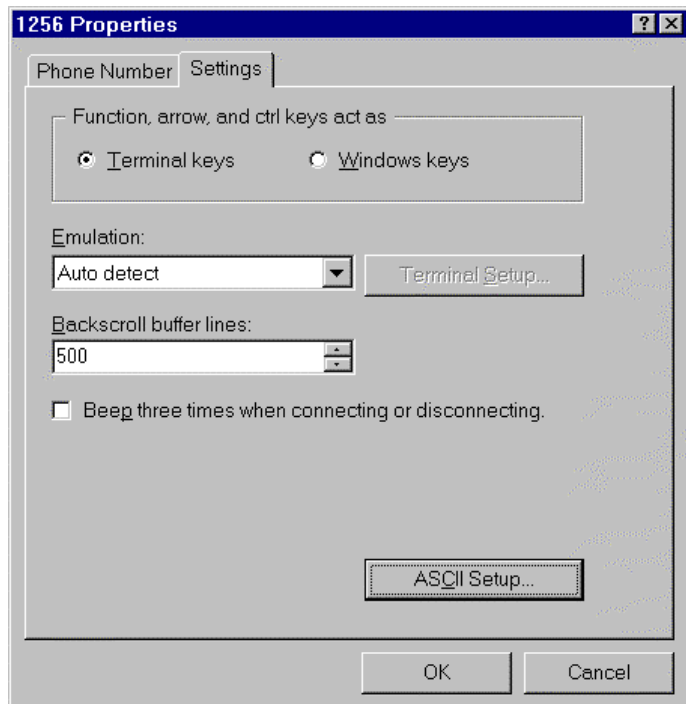 1256 Properties
Phone Number Settings
Function, arrow, and ctrl keys act as
Terminal keys Windows keys
Emulation:
Auto detect Terminal Setup...
Backscroll buffer lines:
500
Beep three times when connecting or disconnecting.
ASCII Setup...
OK Cancel